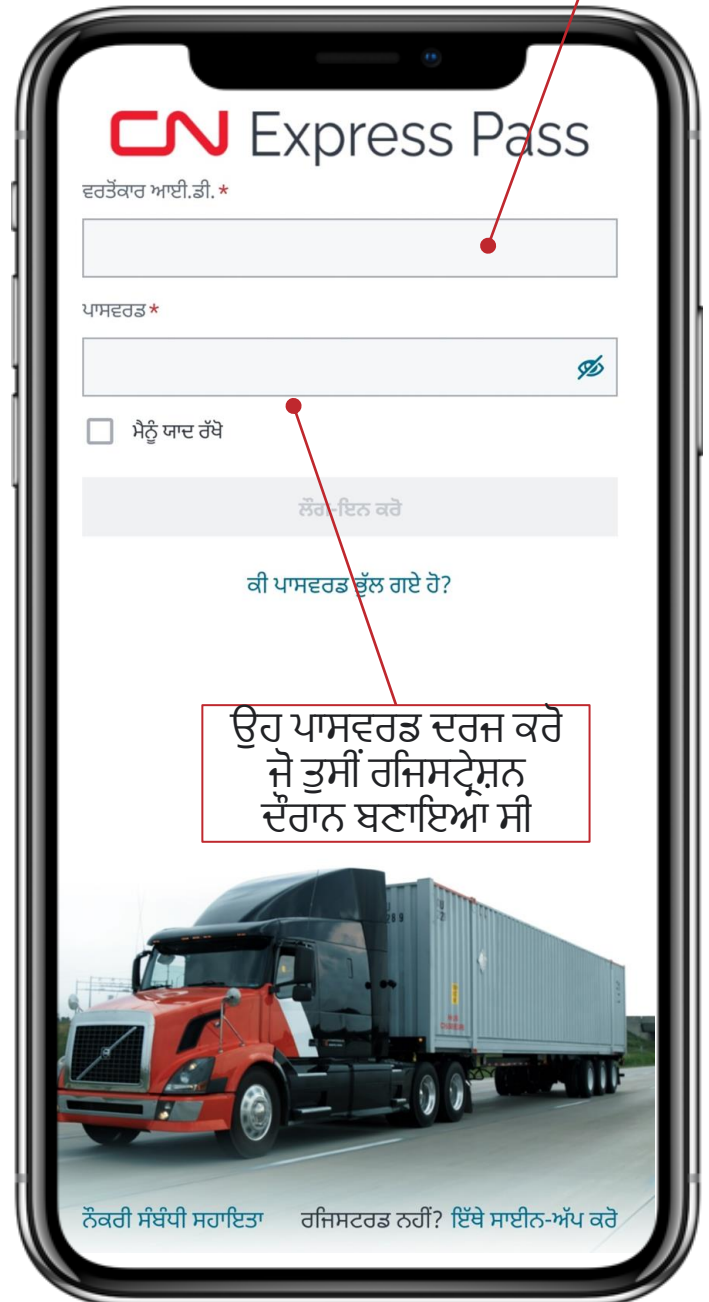 CN Express Pass
ਵਰਤੋਂਕਾਰ ਆਈ.ਡੀ. *
ਪਾਸਵਰਡ *
ਮੈਨੂੰ ਯਾਦ ਰੱਖੋ
ਲੌਗ-ਇਨ ਕਰੋ
ਕੀ ਪਾਸਵਰਡ ਭੁੱਲ ਗਏ ਹੋ?
ਉਹ ਪਾਸਵਰਡ ਦਰਜ ਕਰੋ
ਜੋ ਤੁਸੀਂ ਰਜਿਸਟ੍ਰੇਸ਼ਨ
ਦੌਰਾਨ ਬਣਾਇਆ ਸੀ
ਨੌਕਰੀ ਸੰਬੰਧੀ ਸਹਾਇਤਾ ਰਜਿਸਟਰਡ ਨਹੀਂ? ਇੱਥੇ ਸਾਈਨ-ਅੱਪ ਕਰੋ